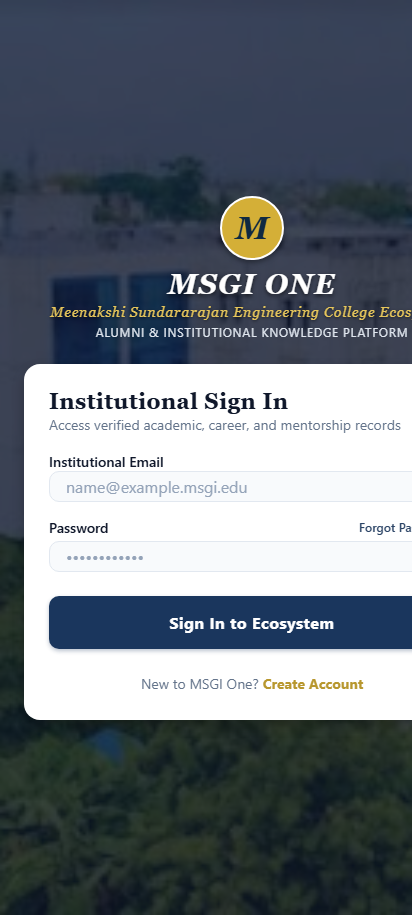 M
MSGI ONE
Meenakshi Sundararajan Engineering College Ecos
ALUMNI & INSTITUTIONAL KNOWLEDGE PLATFORM
Institutional Sign In
Access verified academic, career, and mentorship records
Institutional Email
name@example.msgi.edu
Password Forgot Pa
••••••••••••
Sign In to Ecosystem
New to MSGI One? Create Account